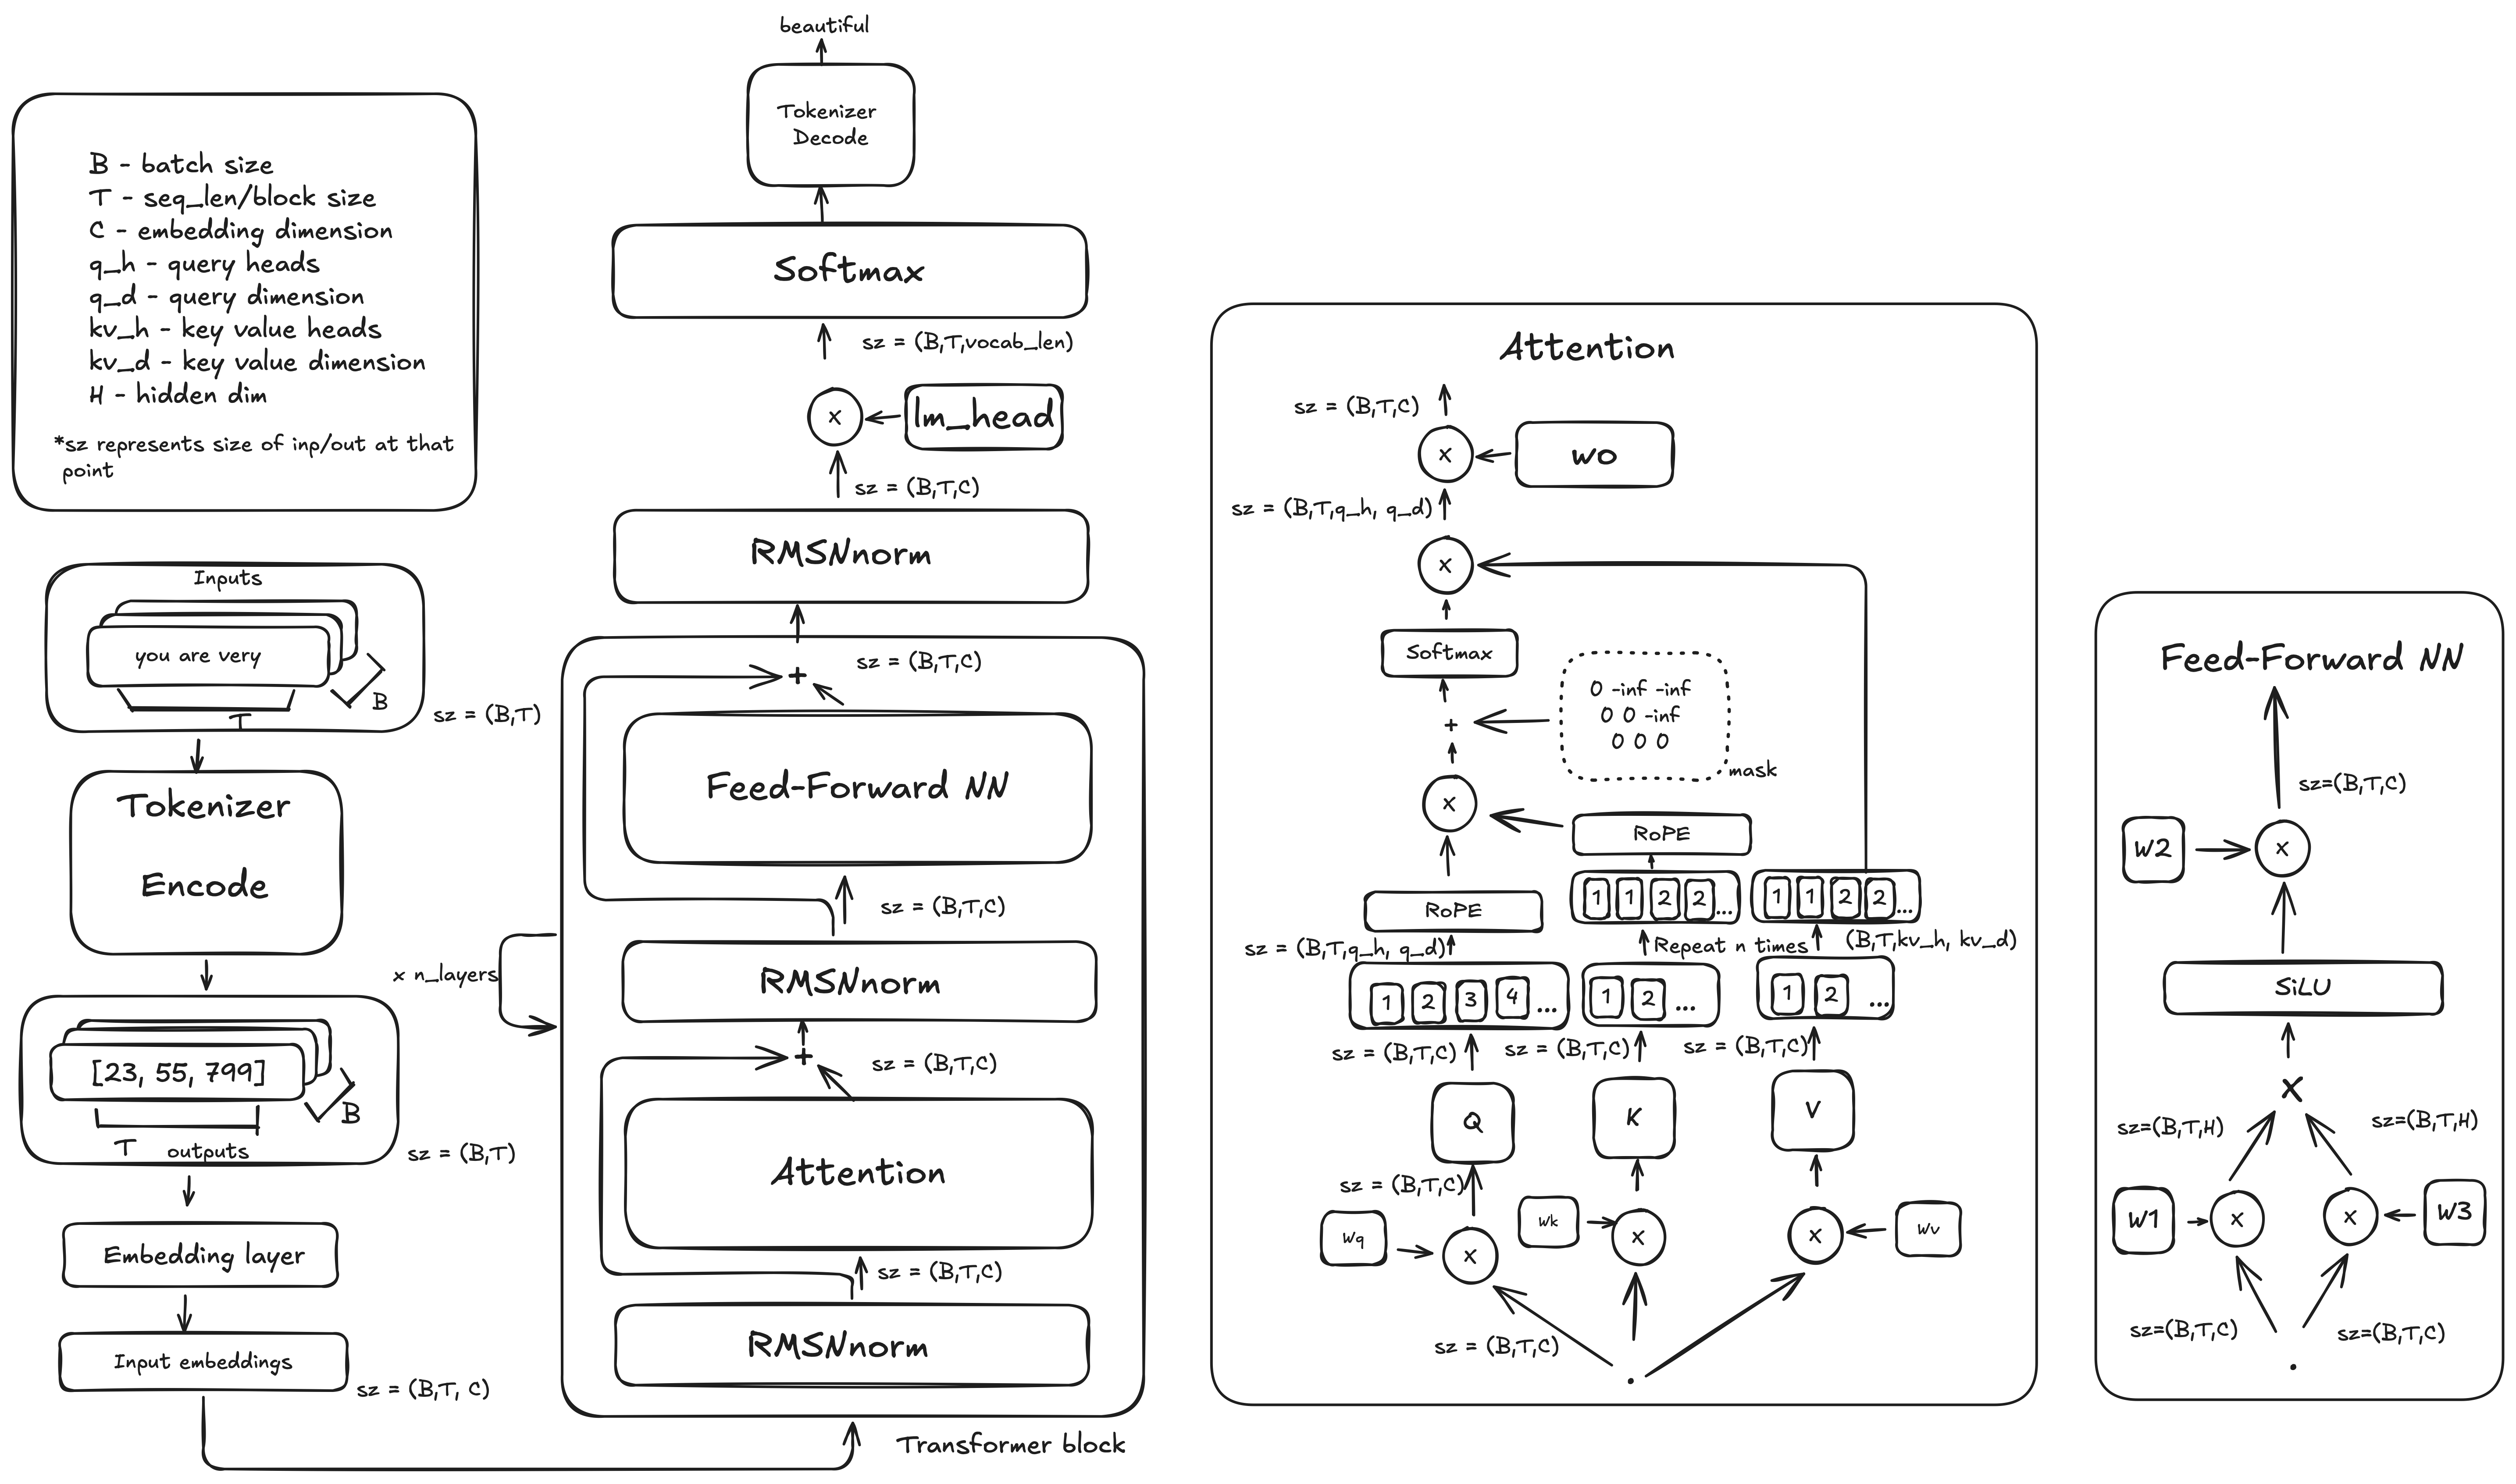 B - batch size
T - seq_len/block size
C - embedding dimension
q_h - query heads
q_d - query dimension
kv_h - key value heads
kv_d - key value dimension
H - hidden dim
*sz represents size of inp/out at that
point
Inputs
you are very
B
T
sz = (B,T)
Tokenizer
Encode
[23, 55, 799]
B
T
outputs
sz = (B,T)
Embedding layer
Input embeddings
sz = (B,T, C)
beautiful
Tokenizer
Decode
Softmax
sz = (B,T,vocab_len)
x
lm_head
sz = (B,T,C)
RMSNnorm
sz = (B,T,C)
+
Feed-Forward NN
sz = (B,T,C)
x n_layers
RMSNnorm
+
sz = (B,T,C)
Attention
sz = (B,T,C)
RMSNnorm
Transformer block
Attention
sz = (B,T,C)
x
wo
sz = (B,T,q_h, q_d)
x
Softmax
0 -inf -inf
0 0 -inf
0 0 0
mask
+
x
RoPE
RoPE
1 1 2 2...
1 1 2 2...
sz = (B,T,q_h, q_d)
Repeat n times
(B,T,kv_h, kv_d)
1 2 3 4 ...
1 2 ...
1 2 ...
sz = (B,T,C)
sz = (B,T,C)
sz = (B,T,C)
Q
K
V
sz = (B,T,C)
Wq
x
Wk
x
x
Wv
sz = (B,T,C)
Feed-Forward NN
sz=(B,T,C)
W2
x
SiLU
X
sz=(B,T,H)
sz=(B,T,H)
W1
x
x
W3
sz=(B,T,C)
sz=(B,T,C)